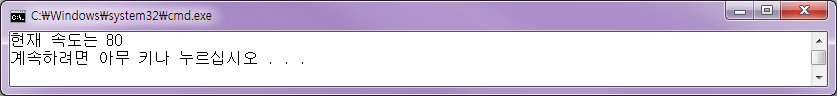 C:₩Windows₩system32₩cmd.exe
현재 속도는 80
계속하려면 아무 키나 누르십시오 . . .